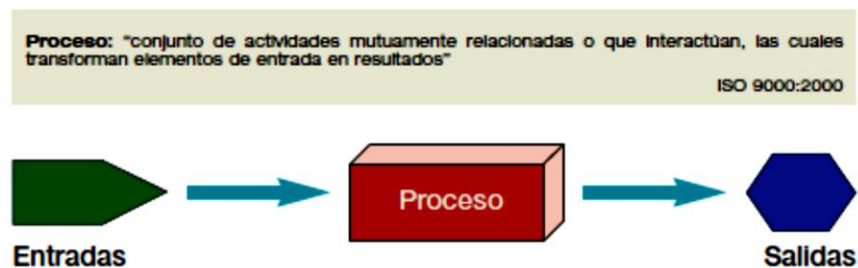 Proceso: "conjunto de actividades mutuamente relacionadas o que interactúan, las cuales
transforman elementos de entrada en resultados"
ISO 9000:2000
Proceso
Entradas
Salidas